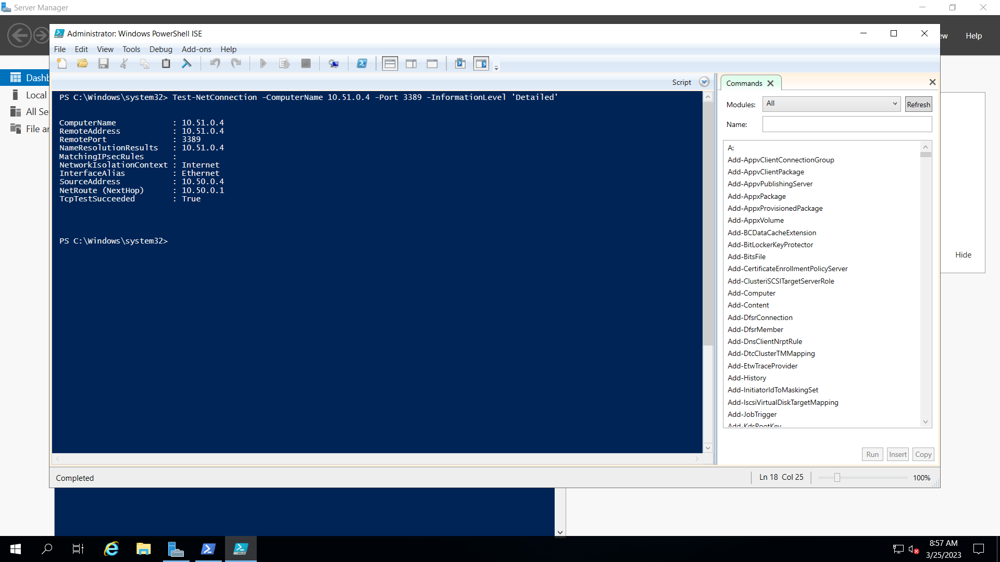 Server Manager
Administrator: Windows PowerShell ISE
ew
Help
File Edit View Tools Debug Add-ons Help
Dashb
Local
All Se
File an
Script
PS C:\Windows\system32> Test-NetConnection -ComputerName 10.51.0.4 -Port 3389 -InformationLevel 'Detailed'
ComputerName : 10.51.0.4
RemoteAddress : 10.51.0.4
RemotePort : 3389
NameResolutionResults : 10.51.0.4
MatchingIPsecRules :
NetworkIsolationContext : Internet
InterfaceAlias : Ethernet
SourceAddress : 10.50.0.4
NetRoute (NextHop) : 10.50.0.1
TcpTestSucceeded : True
PS C:\Windows\system32>
Commands
Modules: All Refresh
Name:
A:
Add-AppvClientConnectionGroup
Add-AppvClientPackage
Add-AppvPublishingServer
Add-AppxPackage
Add-AppxProvisionedPackage
Add-AppxVolume
Add-BCDataCacheExtension
Add-BitLockerKeyProtector
Add-BitsFile
Add-CertificateEnrollmentPolicyServer
Add-ClusteriSCSITargetServerRole
Add-Computer
Add-Content
Add-DfsrConnection
Add-DfsrMember
Add-DnsClientNrptRule
Add-DtcClusterTMMapping
Add-EtwTraceProvider
Add-History
Add-InitiatorIdToMaskingSet
Add-IscsiVirtualDiskTargetMapping
Add-JobTrigger
Add-KdsRootKey
Run Insert Copy
Hide
Completed
Ln 18 Col 25
100%
8:57 AM
3/25/2023